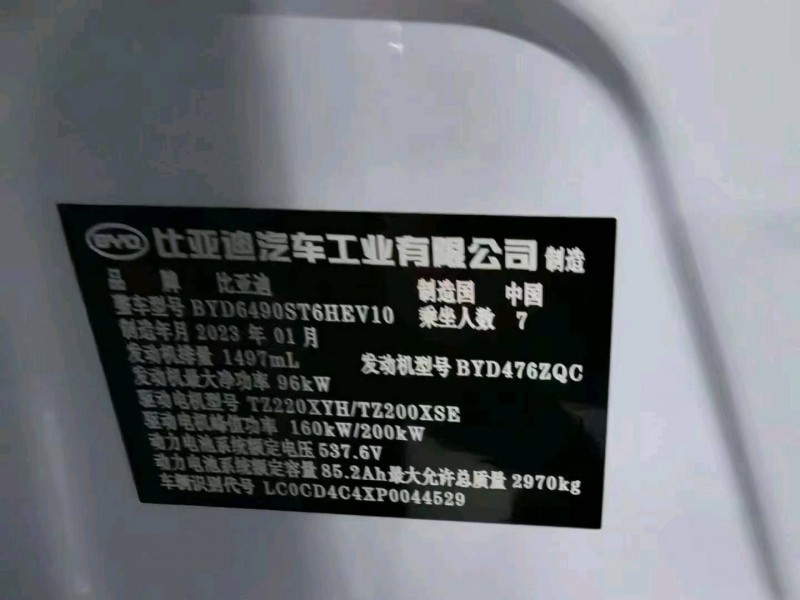 BYD 比亚迪汽车工业有限公司 制造
品 牌 比亚迪 制造国 中国
整车型号 BYD6490ST6HEV10 乘坐人数 7
制造年月 2023 年 01 月
发动机排量 1497mL 发动机型号 BYD476ZQC
发动机最大净功率 96kW
驱动电机型号 TZ220XYH/TZ200XSE
驱动电机峰值功率 160kW/200kW
动力电池系统额定电压 537.6V
动力电池系统额定容量 85.2Ah 最大允许总质量 2970kg
车辆识别代号 LC0CD4C4XP0044529